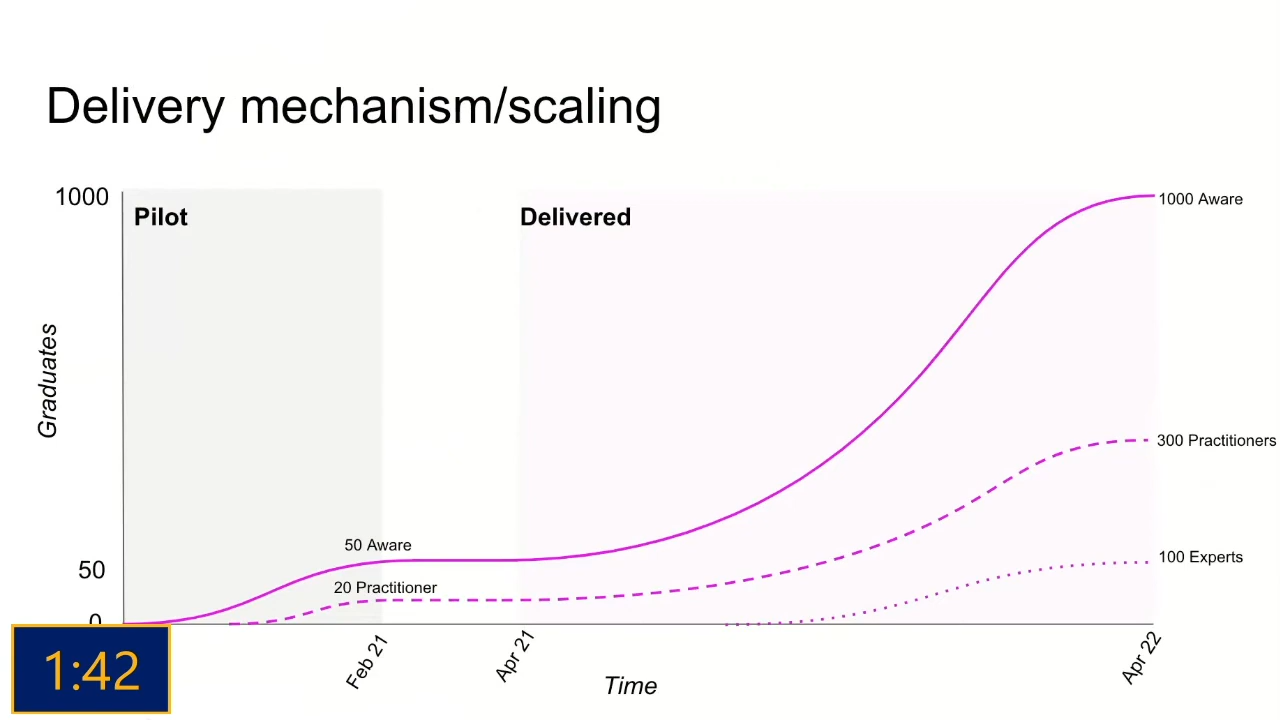 Delivery mechanism/scaling
1000
Pilot
Delivered
1000 Aware
Graduates
300 Practitioners
50 Aware
100 Experts
50
20 Practitioner
0
1:42
Feb 21
Apr 21
Apr 22
Time